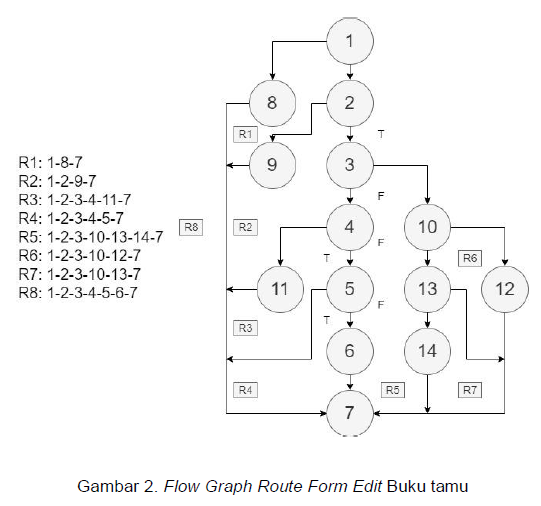 1
8
2
R1
T
R1: 1-8-7
9
3
R2: 1-2-9-7
R3: 1-2-3-4-11-7
F
R4: 1-2-3-4-5-7
R8
R2
4
10
R5: 1-2-3-10-13-14-7
F
R6: 1-2-3-10-12-7
T
R6
R7: 1-2-3-10-13-7
11
5
13
12
R8: 1-2-3-4-5-6-7
F
T
R3
6
14
R4
R5
R7
7
Gambar 2. Flow Graph Route Form Edit Buku tamu